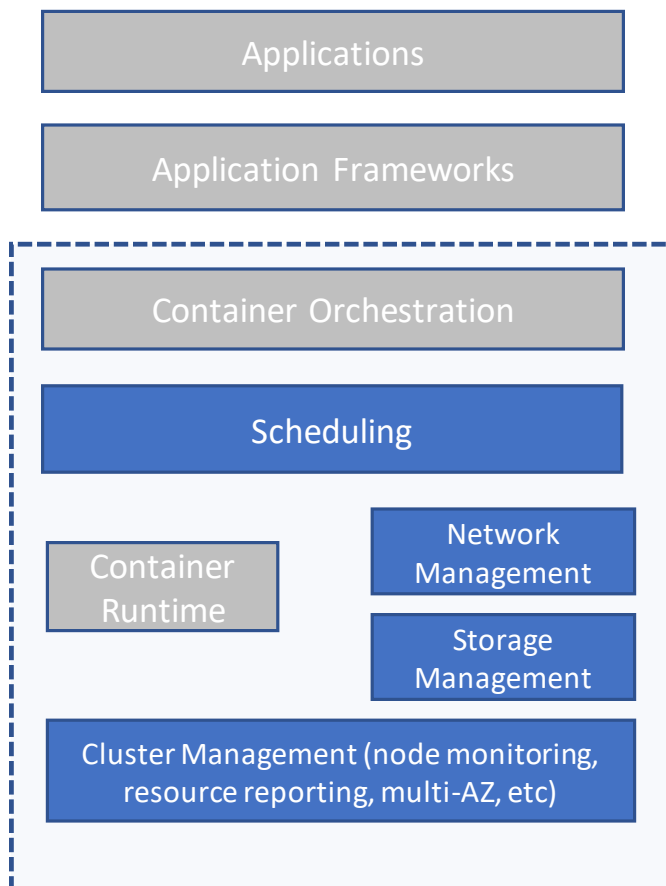 Applications
Application Frameworks
Container Orchestration
Scheduling
Container
Runtime
Network
Management
Storage
Management
Cluster Management (node monitoring,
resource reporting, multi-AZ, etc)